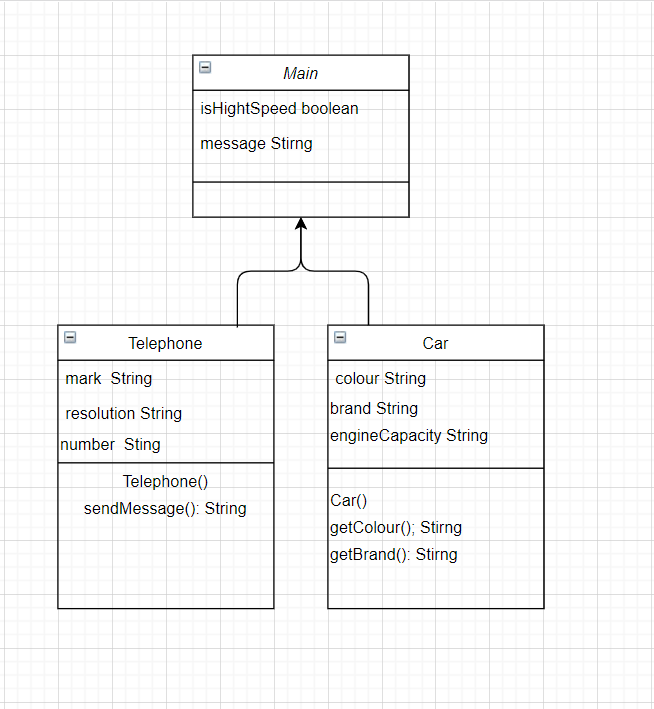 Main
isHightSpeed boolean
message Stirng
Telephone
mark  String
resolution String
number  Sting
Telephone()
sendMessage(): String
Car
colour String
brand String
engineCapacity String
Car()
getColour(); Stirng
getBrand(): Stirng